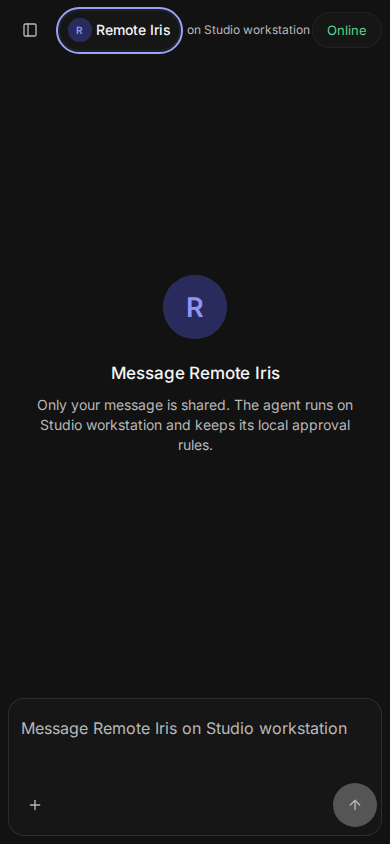 R Remote Iris on Studio workstation Online
R
Message Remote Iris
Only your message is shared. The agent runs on
Studio workstation and keeps its local approval
rules.
Message Remote Iris on Studio workstation